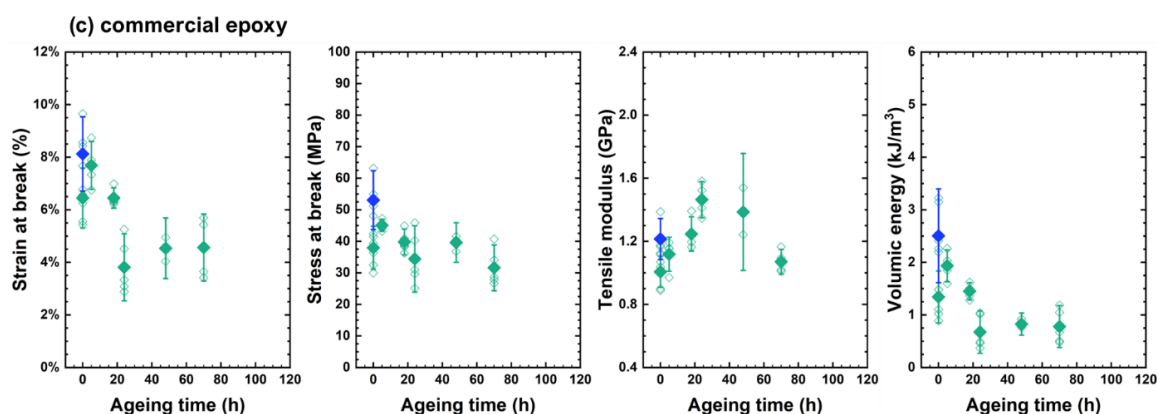 (c) commercial epoxy
Strain at break (%)
12%
10%
8%
6%
4%
2%
0%
0 20 40 60 80 100 120
Ageing time (h)
Stress at break (MPa)
100
90
80
70
60
50
40
30
20
10
0
0 20 40 60 80 100 120
Ageing time (h)
Tensile modulus (GPa)
2.4
2.0
1.6
1.2
0.8
0.4
0 20 40 60 80 100 120
Ageing time (h)
Volumic energy (kJ/m³)
6
5
4
3
2
1
0
0 20 40 60 80 100 120
Ageing time (h)